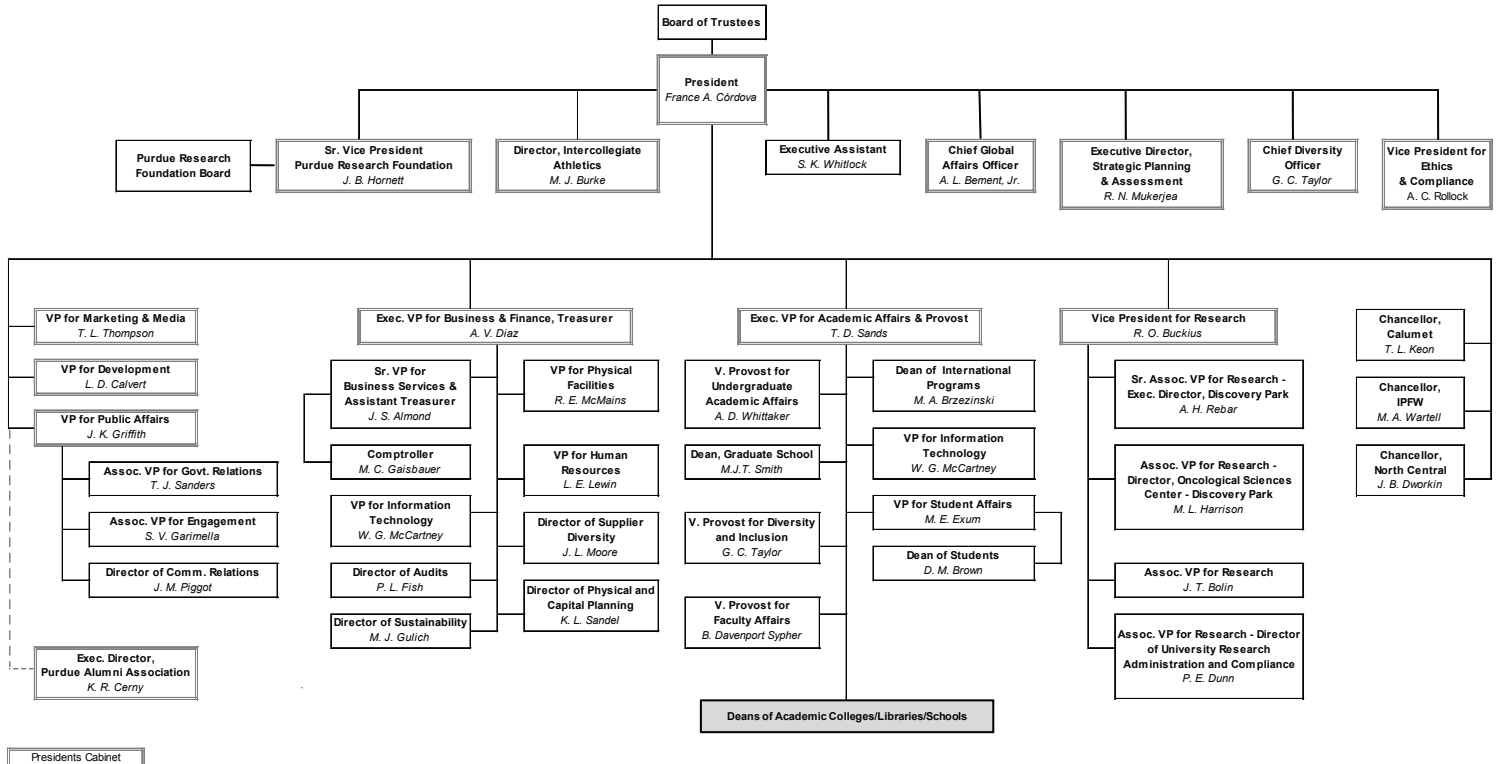 Board of Trustees
President
France A. Córdova
Purdue Research
Foundation Board
Sr. Vice President
Purdue Research Foundation
J. B. Hornett
Director, Intercollegiate
Athletics
M. J. Burke
Executive Assistant
S. K. Whitlock
Chief Global
Affairs Officer
A. L. Bement, Jr.
Executive Director,
Strategic Planning
& Assessment
R. N. Mukerjea
Chief Diversity
Officer
G. C. Taylor
Vice President for
Ethics
& Compliance
A. C. Rollock
VP for Marketing & Media
T. L. Thompson
VP for Development
L. D. Calvert
VP for Public Affairs
J. K. Griffith
Assoc. VP for Govt. Relations
T. J. Sanders
Assoc. VP for Engagement
S. V. Garimella
Director of Comm. Relations
J. M. Piggot
Exec. Director,
Purdue Alumni Association
K. R. Cerny
Exec. VP for Business & Finance, Treasurer
A. V. Diaz
Sr. VP for
Business Services &
Assistant Treasurer
J. S. Almond
Comptroller
M. C. Gaisbauer
VP for Information
Technology
W. G. McCartney
Director of Audits
P. L. Fish
Director of Sustainability
M. J. Gulich
VP for Physical
Facilities
R. E. McMains
VP for Human
Resources
L. E. Lewin
Director of Supplier
Diversity
J. L. Moore
Director of Physical and
Capital Planning
K. L. Sandel
Exec. VP for Academic Affairs & Provost
T. D. Sands
V. Provost for
Undergraduate
Academic Affairs
A. D. Whittaker
Dean, Graduate School
M.J.T. Smith
V. Provost for Diversity
and Inclusion
G. C. Taylor
V. Provost for
Faculty Affairs
B. Davenport Sypher
Dean of International
Programs
M. A. Brzezinski
VP for Information
Technology
W. G. McCartney
VP for Student Affairs
M. E. Exum
Dean of Students
D. M. Brown
Deans of Academic Colleges/Libraries/Schools
Vice President for Research
R. O. Buckius
Sr. Assoc. VP for Research -
Exec. Director, Discovery Park
A. H. Rebar
Assoc. VP for Research -
Director, Oncological Sciences
Center - Discovery Park
M. L. Harrison
Assoc. VP for Research
J. T. Bolin
Assoc. VP for Research - Director
of University Research
Administration and Compliance
P. E. Dunn
Chancellor,
Calumet
T. L. Keon
Chancellor,
IPFW
M. A. Wartell
Chancellor,
North Central
J. B. Dworkin
Presidents Cabinet